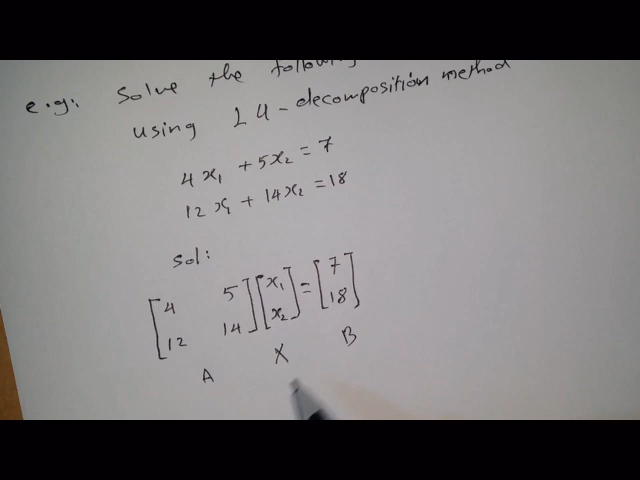 e.g: Solve the following
using LU-decomposition method
4x₁ + 5x₂ = 7
12x₁ + 14x₂ = 18
Sol:
[4 5] [x₁] = [7]
[12 14] [x₂] [18]
A X B